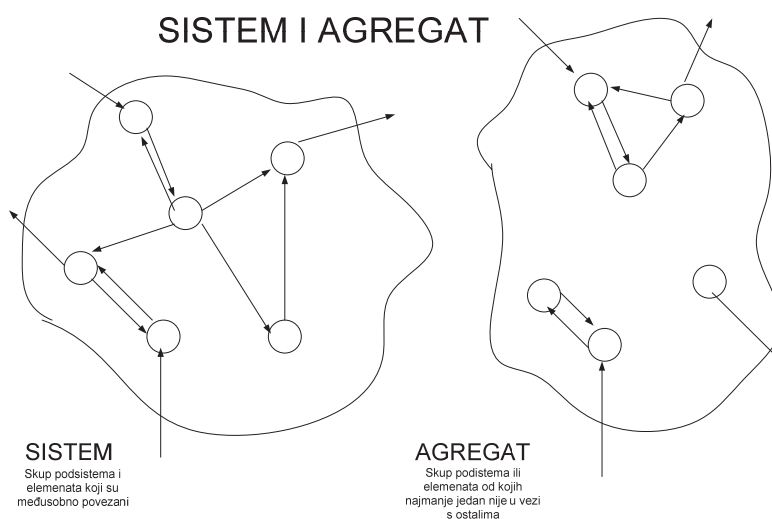 SISTEM I AGREGAT
SISTEM
Skup podsistema i
elemenata koji su
međusobno povezani
AGREGAT
Skup podistema ili
elemenata od kojih
najmanje jedan nije u vezi
s ostalima